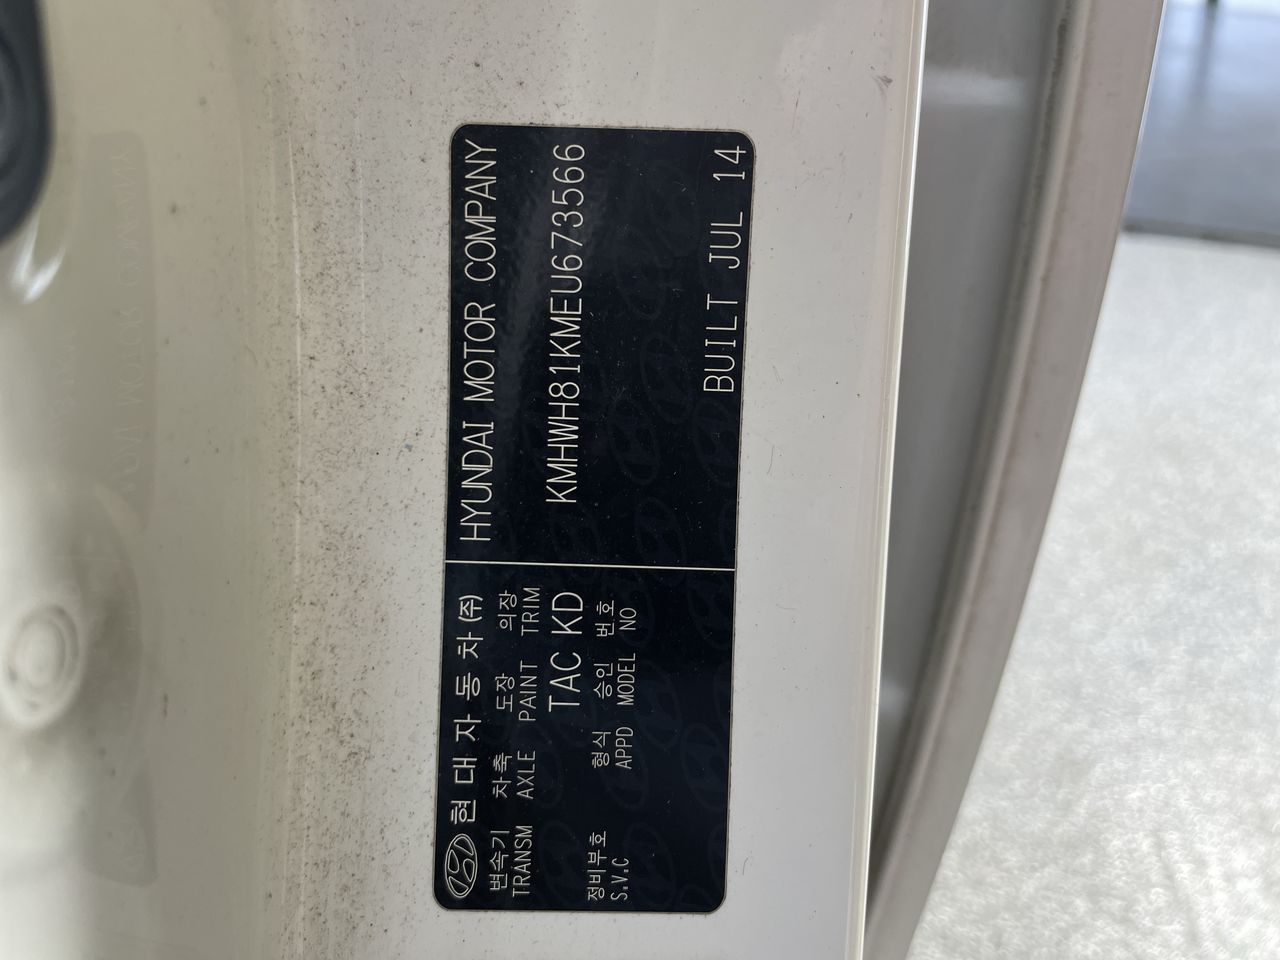 현대자동차(주)
HYUNDAI MOTOR COMPANY
변속기 차축 도장 의장
TRANSM AXLE PAINT TRIM
KMHWH81KMEU673566
TAC KD
정비부호 형식 승인 번호
S.V.C APPD MODEL NO
BUILT JUL 14